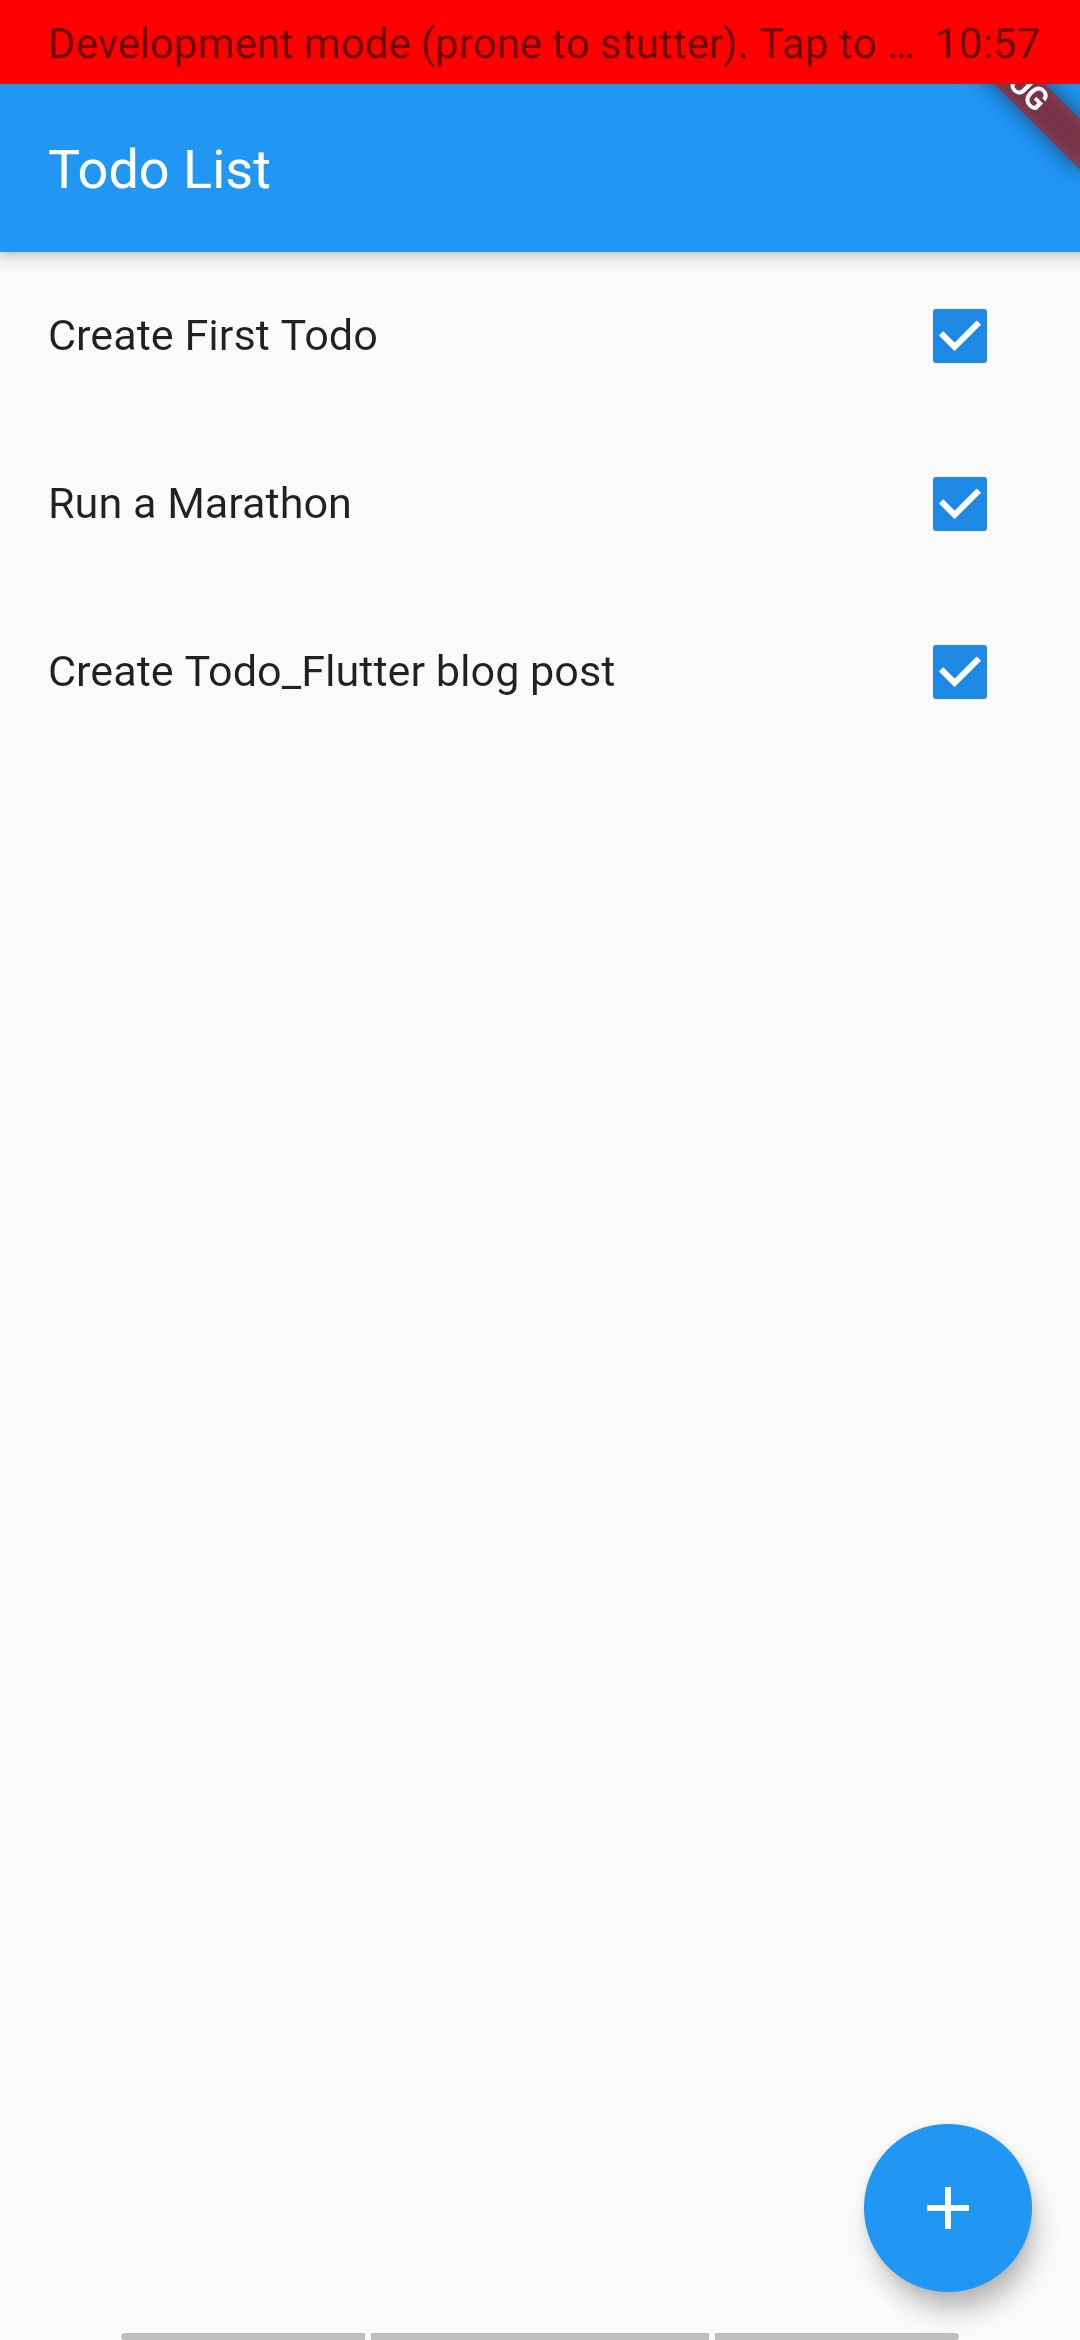 Development mode (prone to stutter). Tap to ... 10:57
Todo List
Create First Todo
Run a Marathon
Create Todo_Flutter blog post